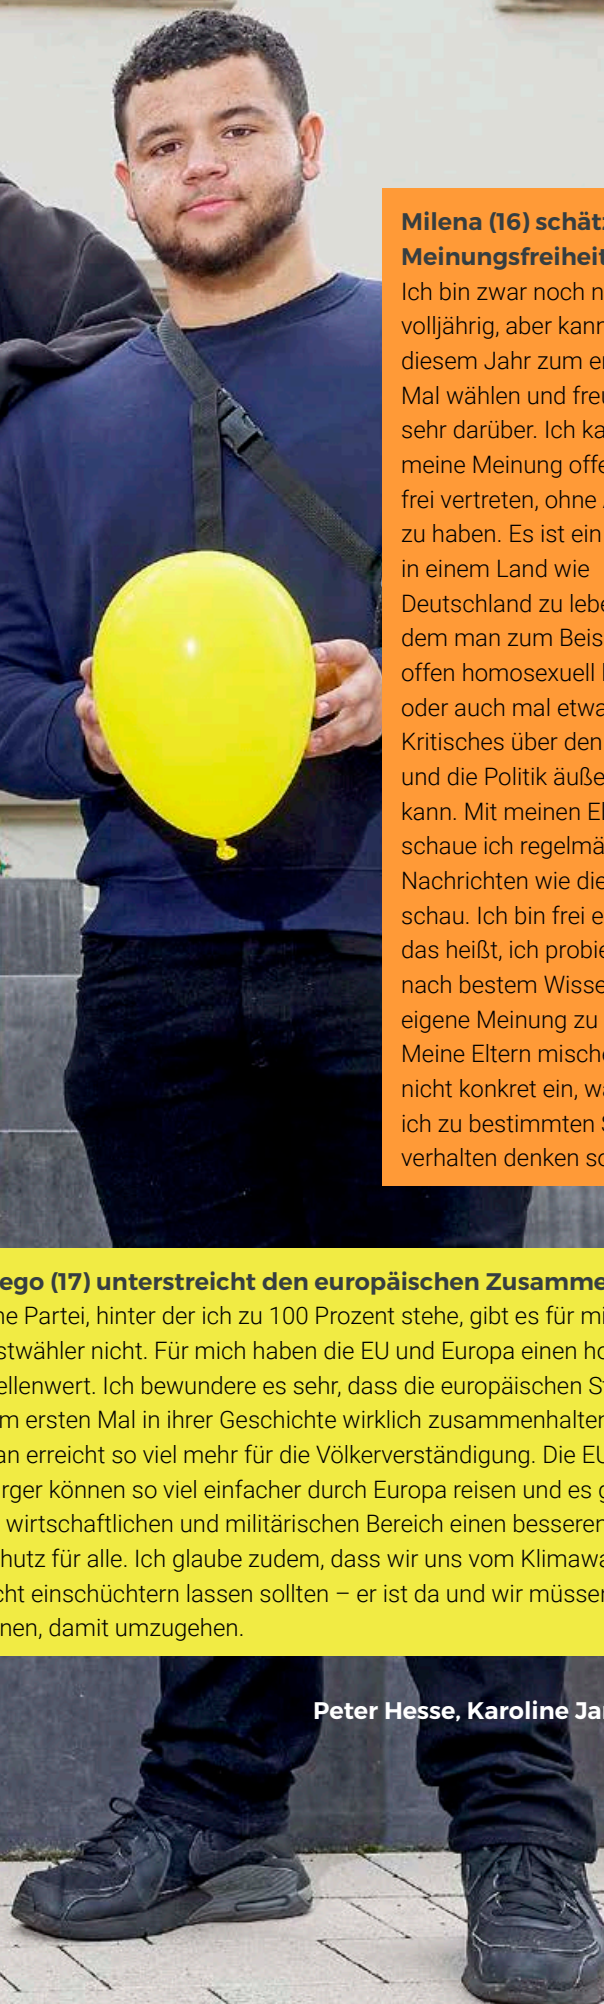 Milena (16) schätz
Meinungsfreiheit
Ich bin zwar noch n
volljährig, aber kann
diesem Jahr zum er
Mal wählen und freu
sehr darüber. Ich ka
meine Meinung offe
frei vertreten, ohne
zu haben. Es ist ein
in einem Land wie
Deutschland zu lebe
dem man zum Beis
offen homosexuell
oder auch mal etwa
Kritisches über den
und die Politik äuße
kann. Mit meinen El
schaue ich regelmä
Nachrichten wie die
schau. Ich bin frei e
das heißt, ich probie
nach bestem Wisse
eigene Meinung zu
Meine Eltern misch
nicht konkret ein, wa
ich zu bestimmten S
verhalten denken so
ego (17) unterstreicht den europäischen Zusamme
ne Partei, hinter der ich zu 100 Prozent stehe, gibt es für mi
stwähler nicht. Für mich haben die EU und Europa einen ho
ellenwert. Ich bewundere es sehr, dass die europäischen St
m ersten Mal in ihrer Geschichte wirklich zusammenhalten
an erreicht so viel mehr für die Völkerverständigung. Die EU
rger können so viel einfacher durch Europa reisen und es g
wirtschaftlichen und militärischen Bereich einen besseren
hutz für alle. Ich glaube zudem, dass wir uns vom Klimawa
cht einschüchtern lassen sollten – er ist da und wir müssen
nen, damit umzugehen.
Peter Hesse, Karoline Ja